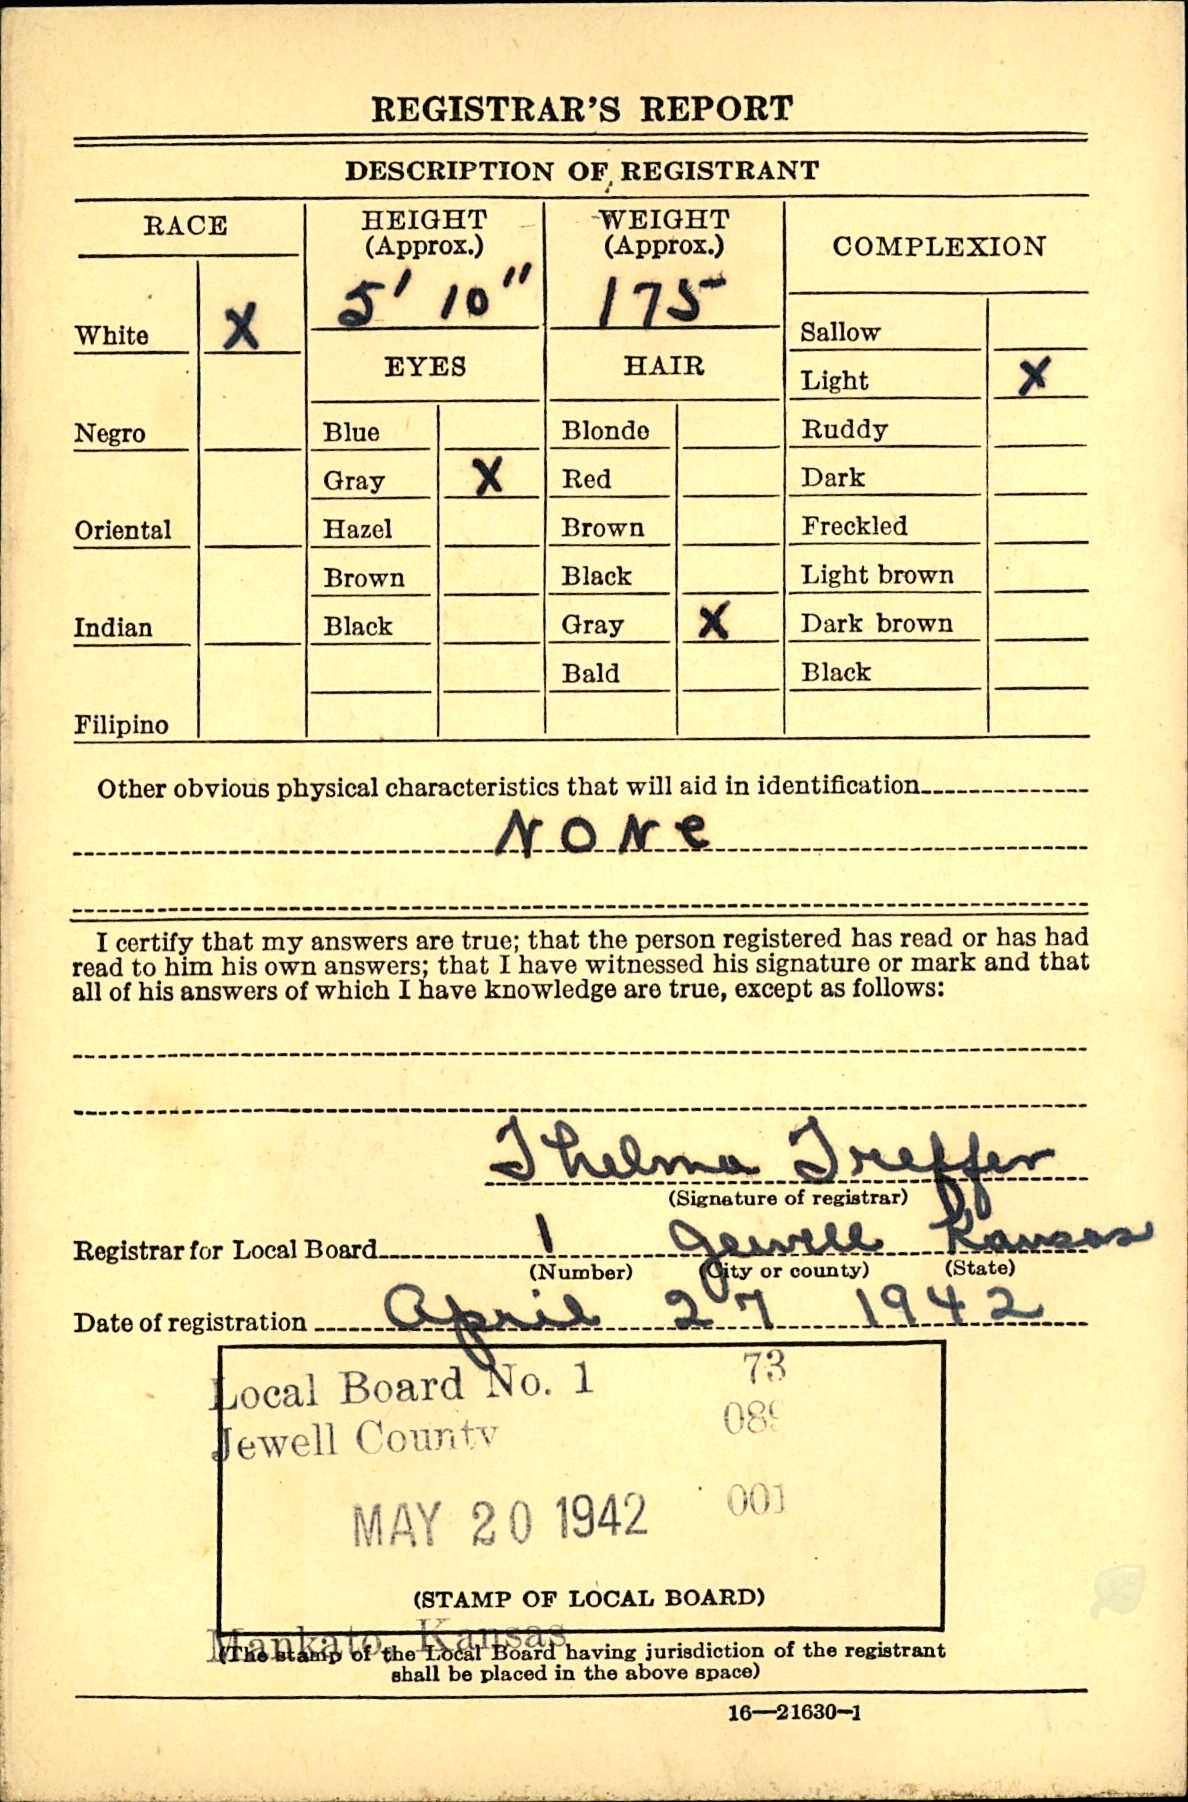 REGISTRAR'S REPORT
DESCRIPTION OF REGISTRANT
RACE
HEIGHT
(Approx.)
WEIGHT
(Approx.)
COMPLEXION
5' 10"
175
White X
Sallow
EYES
HAIR
Light X
Negro
Blue
Blonde
Ruddy
Gray X
Red
Dark
Oriental
Hazel
Brown
Freckled
Brown
Black
Light brown
Indian
Black
Gray X
Dark brown
Bald
Black
Filipino
Other obvious physical characteristics that will aid in identification
None
I certify that my answers are true; that the person registered has read or has had
read to him his own answers; that I have witnessed his signature or mark and that
all of his answers of which I have knowledge are true, except as follows:
Thelma Treffer
(Signature of registrar)
Registrar for Local Board 1 Jewell Kansas
(Number) (City or county) (State)
Date of registration April 27 1942
Local Board No. 1 73
Jewell County 089
MAY 20 1942 001
(STAMP OF LOCAL BOARD)
Mankato, Kansas
(The stamp of the Local Board having jurisdiction of the registrant
shall be placed in the above space)
16—21630-1